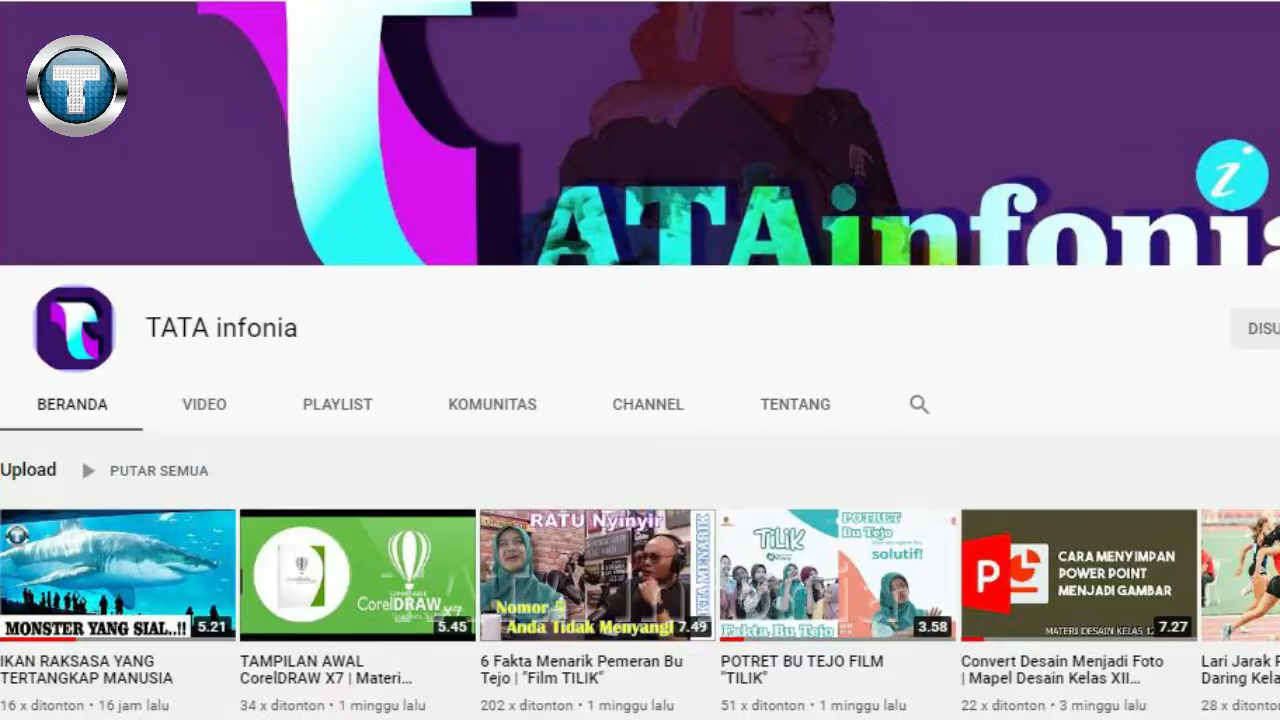 T
ATAinfonia
i
TATA infonia
DISU
BERANDA VIDEO PLAYLIST KOMUNITAS CHANNEL TENTANG
Upload PUTAR SEMUA
MONSTER YANG SIAL..!! 5.21
CorelDRAW X7
5.45
RATU Nyinyir
Nomor
Anda Tidak Menyangl 7.49
TiLiK
POTRET
Bu Tejo
solutif!
Fakta Bu Tejo 3.58
P
CARA MENYIMPAN
POWER POINT
MENJADI GAMBAR
MATERI DESAIN KELAS 12
7.27
IKAN RAKSASA YANG
TERTANGKAP MANUSIA
16 x ditonton • 16 jam lalu
TAMPILAN AWAL
CorelDRAW X7 | Materi...
34 x ditonton • 1 minggu lalu
6 Fakta Menarik Pemeran Bu
Tejo | "Film TILIK"
202 x ditonton • 1 minggu lalu
POTRET BU TEJO FILM
"TILIK"
51 x ditonton • 1 minggu lalu
Convert Desain Menjadi Foto
| Mapel Desain Kelas XII...
22 x ditonton • 3 minggu lalu
Lari Jarak P
Daring Kela
28 x ditonto